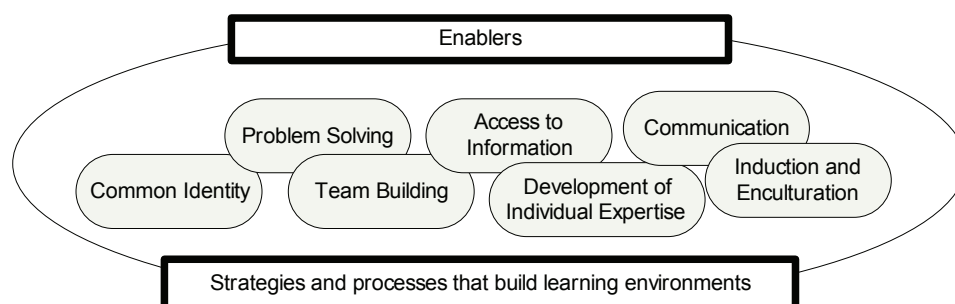 Enablers
Problem Solving
Access to
Information
Communication
Common Identity
Team Building
Development of
Individual Expertise
Induction and
Enculturation
Strategies and processes that build learning environments